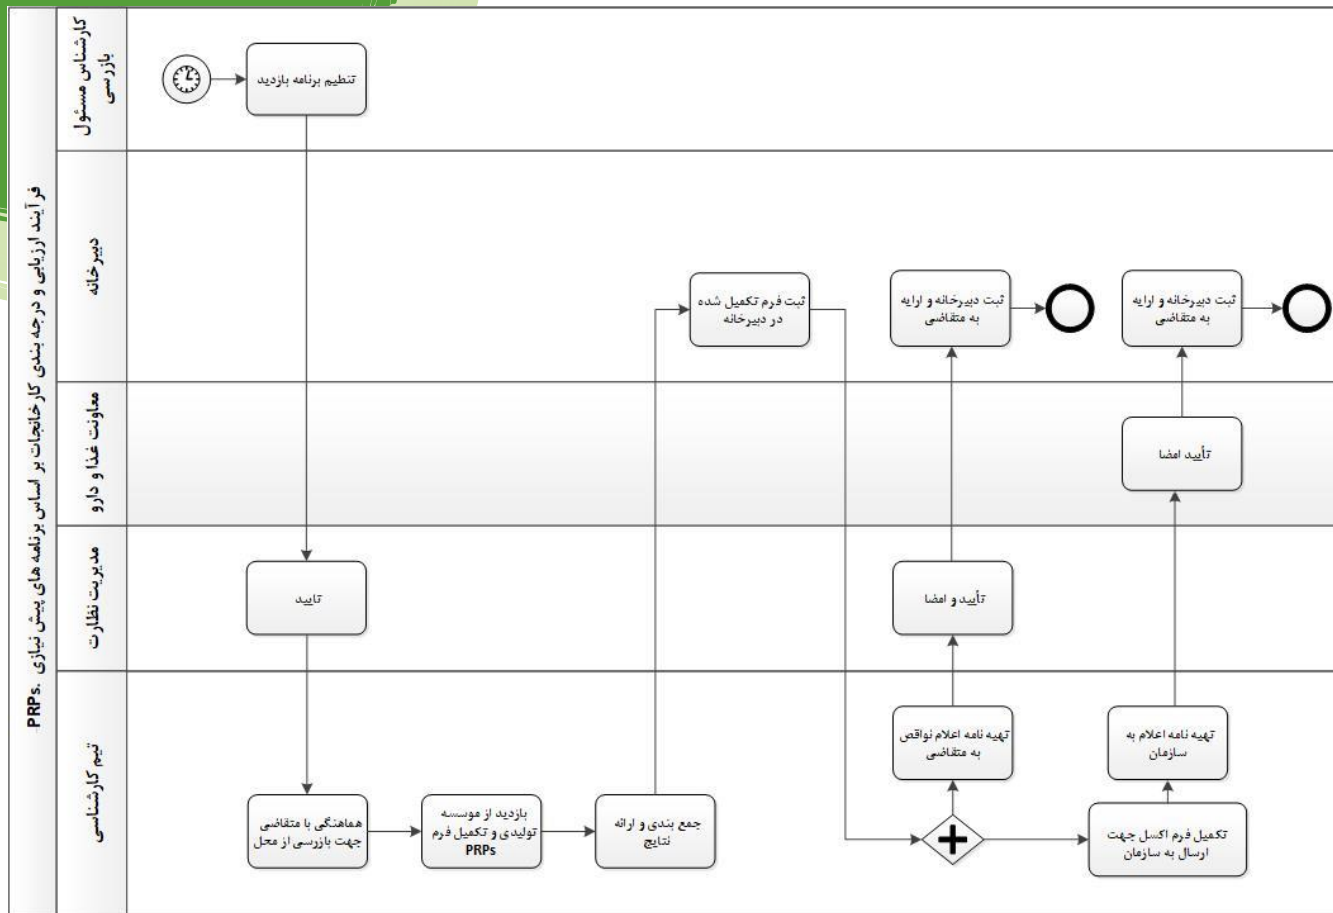 فرآیند ارزیابی و درجه بندی کارخانجات بر اساس برنامه های پیش نیازی .PRPs
کارشناس مسئول
بازرسی
تنطیم برنامه بازدید
دبیرخانه
ثبت فرم تکمیل شده
در دبیرخانه
ثبت دبیرخانه و ارایه
به متقاضی
ثبت دبیرخانه و ارایه
به متقاضی
معاونت غذا و دارو
تأیید امضا
مدیریت نظارت
تایید
تأیید و امضا
تیم کارشناسی
هماهنگی با متقاضی
جهت بازرسی از محل
بازدید از موسسه
تولیدی و تکمیل فرم
PRPs
جمع بندی و ارائه
نتایج
تهیه نامه اعلام نواقص
به متقاضی
تهیه نامه اعلام به
سازمان
تکمیل فرم اکسل جهت
ارسال به سازمان